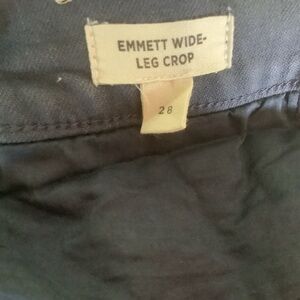 EMMETT WIDE-
LEG CROP
28